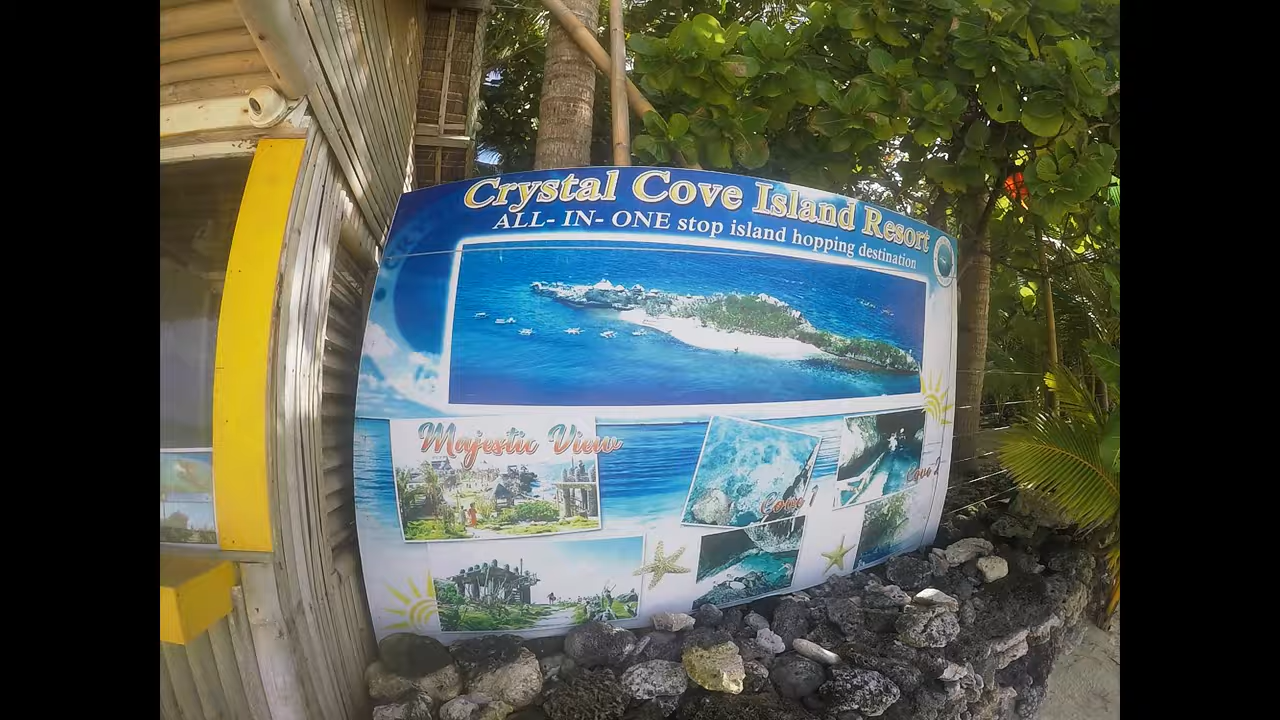 Crystal Cove Island Resort
ALL- IN- ONE stop island hopping destination
Majestic View
Cove 1
Cove 2